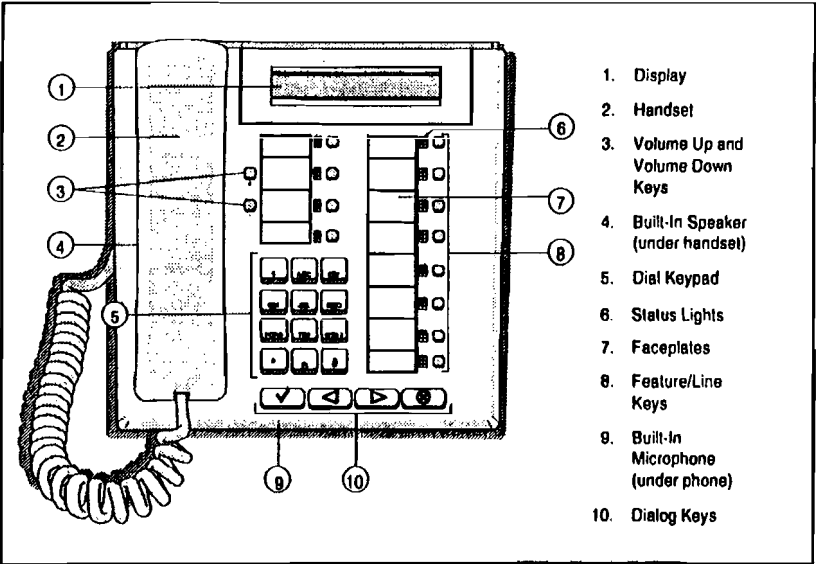 1. Display
2. Handset
3. Volume Up and
Volume Down
Keys
4. Built-In Speaker
(under handset)
5. Dial Keypad
6. Status Lights
7. Faceplates
8. Feature/Line
Keys
9. Built-In
Microphone
(under phone)
10. Dialog Keys
1
2
3
4
5
6
7
8
9
10